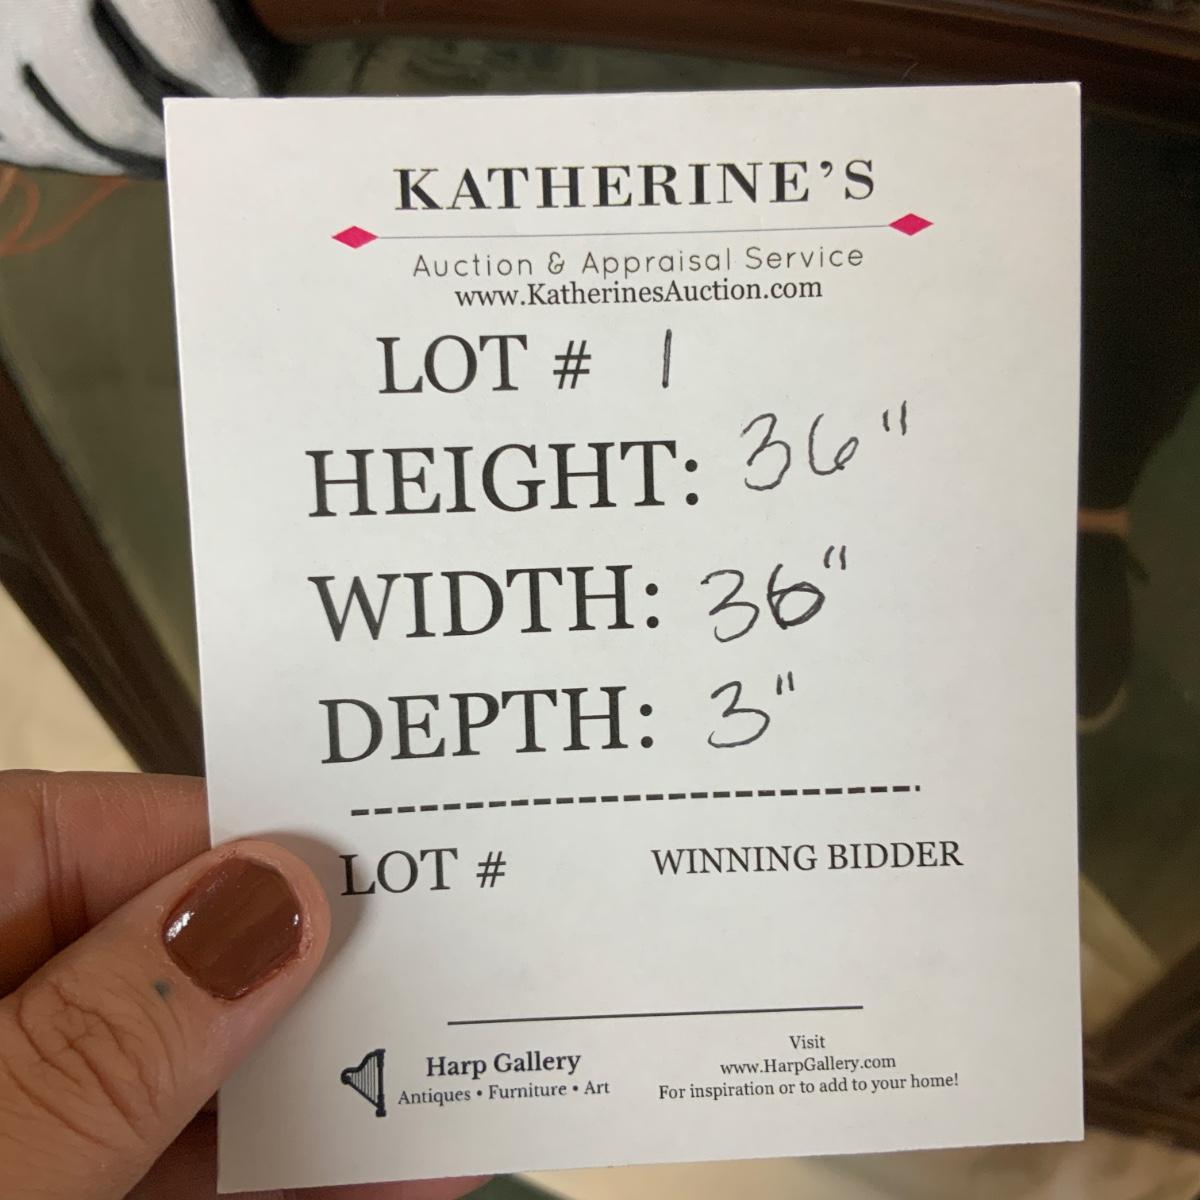 KATHERINE'S
Auction & Appraisal Service
www.KatherinesAuction.com
LOT # 1
HEIGHT: 36"
WIDTH: 36"
DEPTH: 3"
LOT # WINNING BIDDER
Harp Gallery
Antiques • Furniture • Art
Visit
www.HarpGallery.com
For inspiration or to add to your home!